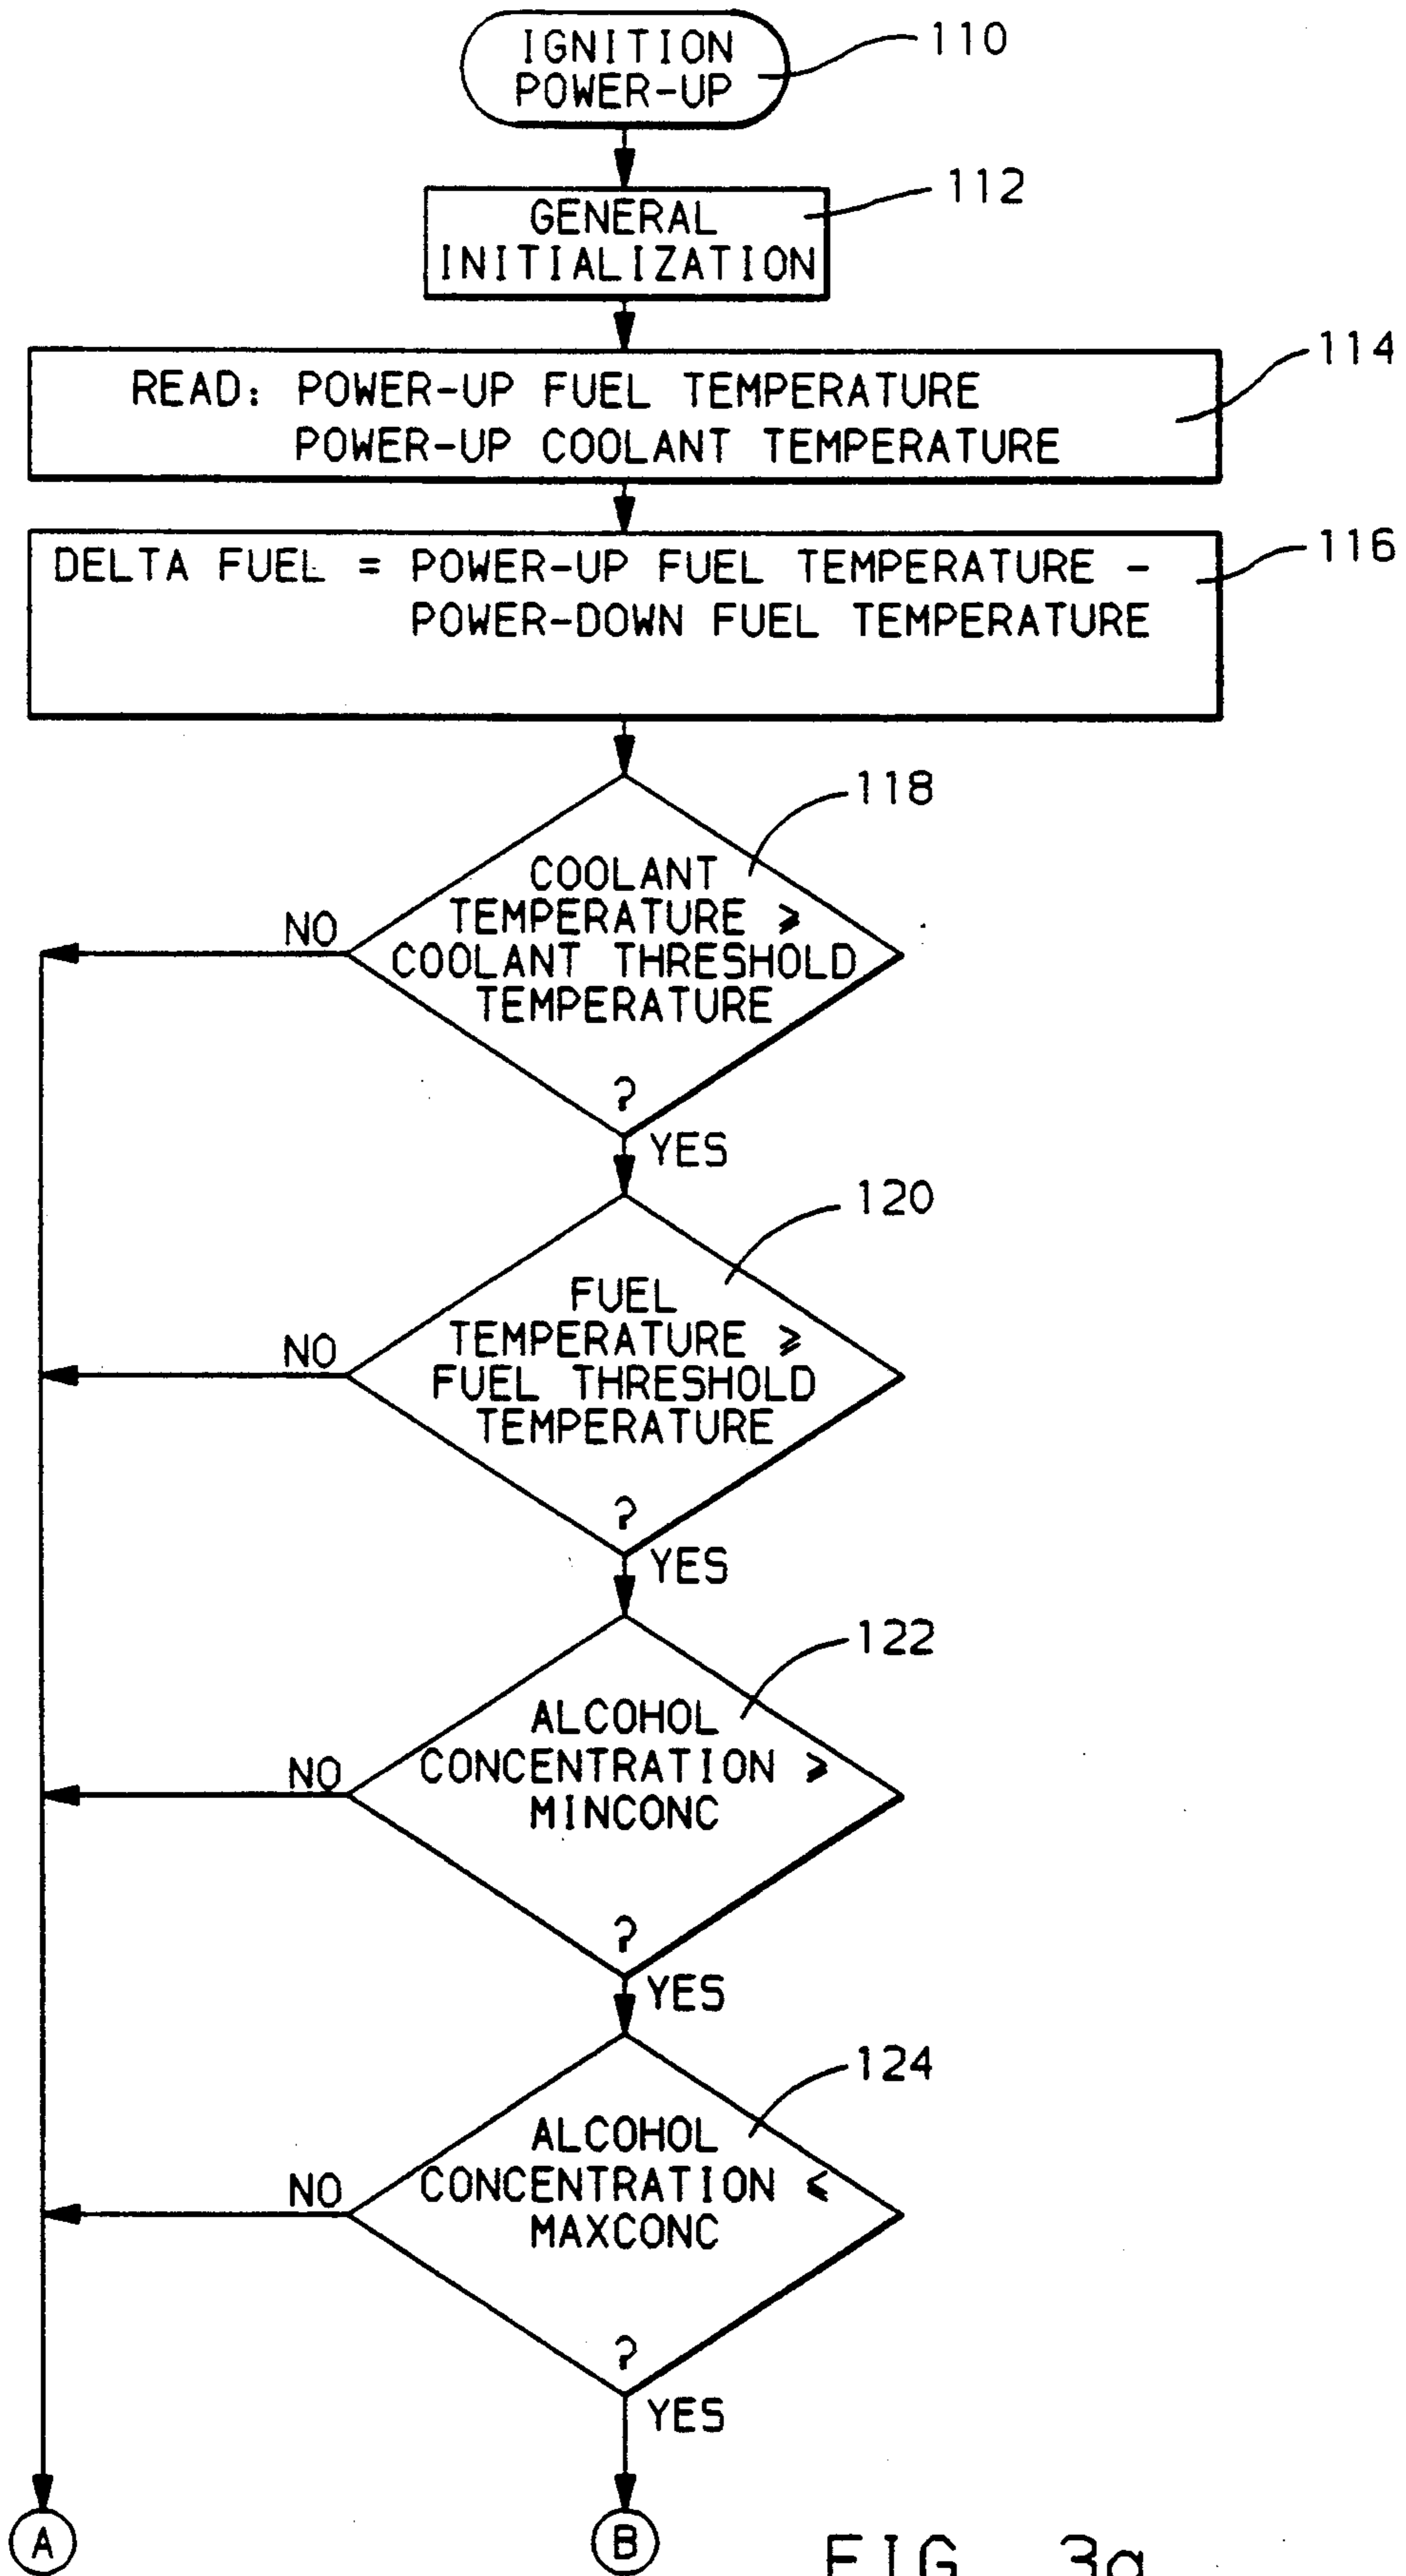 IGNITION
POWER-UP
110
GENERAL
INITIALIZATION
112
READ: POWER-UP FUEL TEMPERATURE
POWER-UP COOLANT TEMPERATURE
114
DELTA FUEL = POWER-UP FUEL TEMPERATURE -
POWER-DOWN FUEL TEMPERATURE
116
118
COOLANT
TEMPERATURE ⩾
COOLANT THRESHOLD
TEMPERATURE
?
NO
YES
120
FUEL
TEMPERATURE ⩾
FUEL THRESHOLD
TEMPERATURE
?
NO
YES
122
ALCOHOL
CONCENTRATION ⩾
MINCONC
?
NO
YES
124
ALCOHOL
CONCENTRATION ⩽
MAXCONC
?
NO
YES
A
B
FIG. 3a